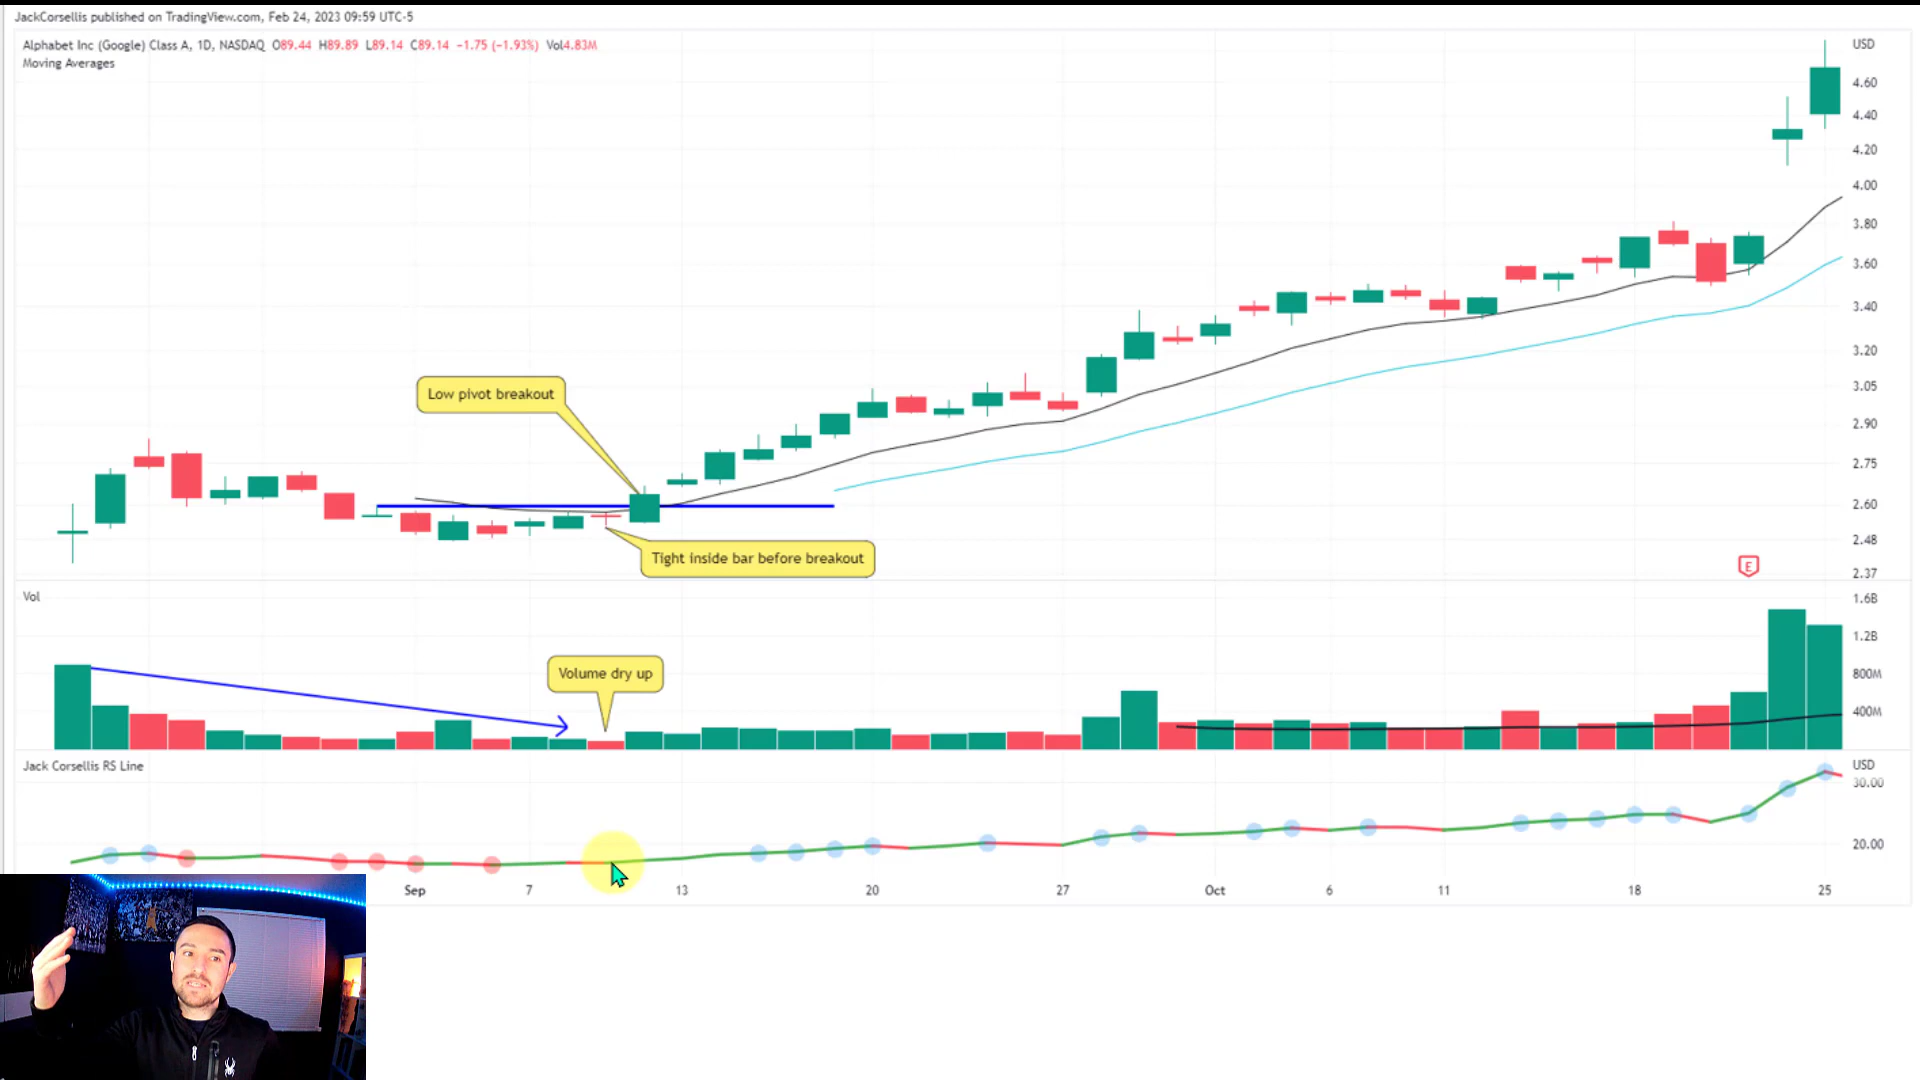 JackCorsellis published on TradingView.com, Feb 24, 2023 09:59 UTC-5
Alphabet Inc (Google) Class A, 1D, NASDAQ O89.44 H89.89 L89.14 C89.14 −1.75 (−1.93%) Vol4.83M
Moving Averages
USD
4.60
4.40
4.20
4.00
3.80
3.60
3.40
3.20
3.05
2.90
2.75
2.60
2.48
2.37
Low pivot breakout
Tight inside bar before breakout
E
Vol
1.6B
1.2B
800M
400M
Volume dry up
Jack Corsellis RS Line
USD
30.00
20.00
Sep 7 13 20 27 Oct 6 11 18 25